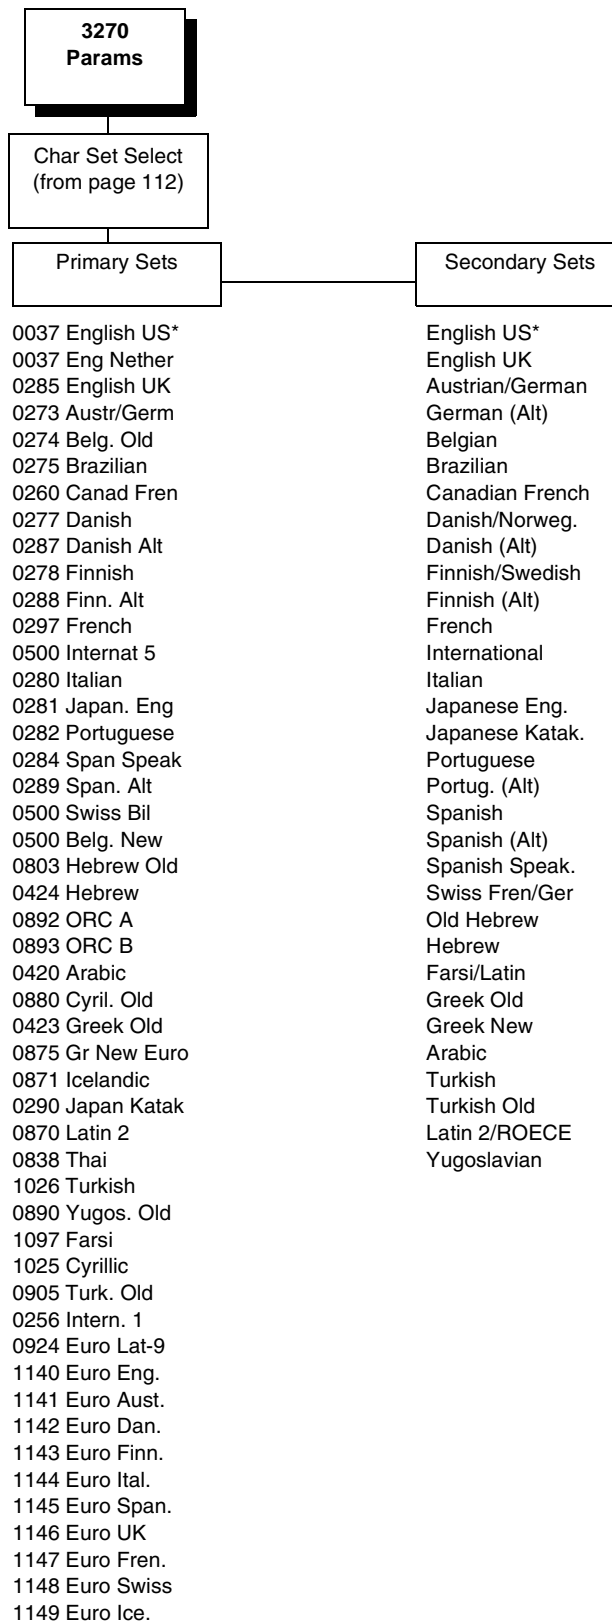 3270
Params
Char Set Select
(from page 112)
Primary Sets
0037 English US*
0037 Eng Nether
0285 English UK
0273 Austr/Germ
0274 Belg. Old
0275 Brazilian
0260 Canad Fren
0277 Danish
0287 Danish Alt
0278 Finnish
0288 Finn. Alt
0297 French
0500 Internat 5
0280 Italian
0281 Japan. Eng
0282 Portuguese
0284 Span Speak
0289 Span. Alt
0500 Swiss Bil
0500 Belg. New
0803 Hebrew Old
0424 Hebrew
0892 ORC A
0893 ORC B
0420 Arabic
0880 Cyril. Old
0423 Greek Old
0875 Gr New Euro
0871 Icelandic
0290 Japan Katak
0870 Latin 2
0838 Thai
1026 Turkish
0890 Yugos. Old
1097 Farsi
1025 Cyrillic
0905 Turk. Old
0256 Intern. 1
0924 Euro Lat-9
1140 Euro Eng.
1141 Euro Aust.
1142 Euro Dan.
1143 Euro Finn.
1144 Euro Ital.
1145 Euro Span.
1146 Euro UK
1147 Euro Fren.
1148 Euro Swiss
1149 Euro Ice.
Secondary Sets
English US*
English UK
Austrian/German
German (Alt)
Belgian
Brazilian
Canadian French
Danish/Norweg.
Danish (Alt)
Finnish/Swedish
Finnish (Alt)
French
International
Italian
Japanese Eng.
Japanese Katak.
Portuguese
Portug. (Alt)
Spanish
Spanish (Alt)
Spanish Speak.
Swiss Fren/Ger
Old Hebrew
Hebrew
Farsi/Latin
Greek Old
Greek New
Arabic
Turkish
Turkish Old
Latin 2/ROECE
Yugoslavian